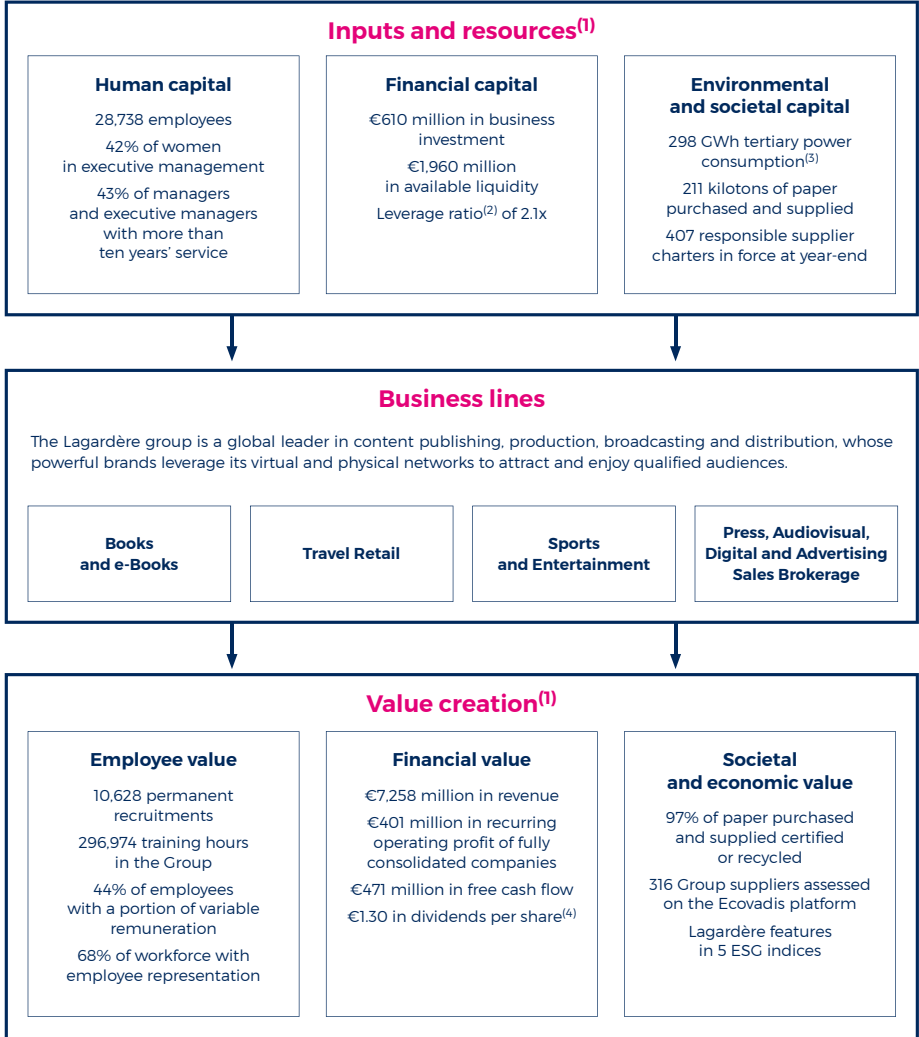 Inputs and resources(1)
Human capital
28,738 employees
42% of women
in executive management
43% of managers
and executive managers
with more than
ten years’ service
Financial capital
€610 million in business
investment
€1,960 million
in available liquidity
Leverage ratio(2) of 2.1x
Environmental
and societal capital
298 GWh tertiary power
consumption(3)
211 kilotons of paper
purchased and supplied
407 responsible supplier
charters in force at year-end
Business lines
The Lagardère group is a global leader in content publishing, production, broadcasting and distribution, whose
powerful brands leverage its virtual and physical networks to attract and enjoy qualified audiences.
Books
and e-Books
Travel Retail
Sports
and Entertainment
Press, Audiovisual,
Digital and Advertising
Sales Brokerage
Value creation(1)
Employee value
10,628 permanent
recruitments
296,974 training hours
in the Group
44% of employees
with a portion of variable
remuneration
68% of workforce with
employee representation
Financial value
€7,258 million in revenue
€401 million in recurring
operating profit of fully
consolidated companies
€471 million in free cash flow
€1.30 in dividends per share(4)
Societal
and economic value
97% of paper purchased
and supplied certified
or recycled
316 Group suppliers assessed
on the Ecovadis platform
Lagardère features
in 5 ESG indices